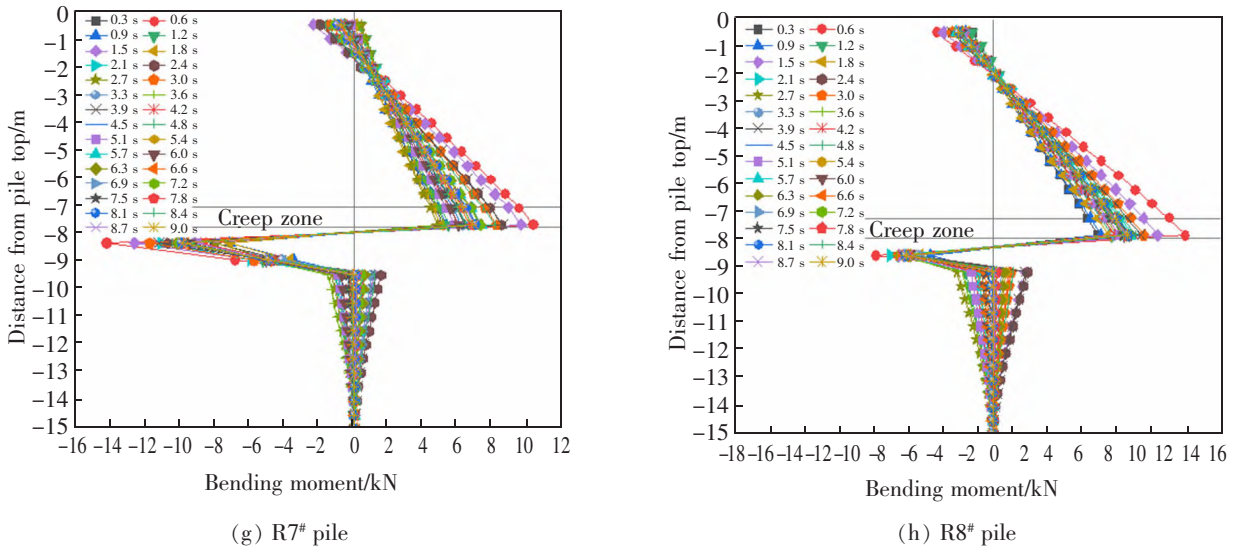 0
−1
−2
−3
−4
−5
−6
−7
−8
−9
−10
−11
−12
−13
−14
−15
Distance from pile top/m
0.3 s 0.6 s
0.9 s 1.2 s
1.5 s 1.8 s
2.1 s 2.4 s
2.7 s 3.0 s
3.3 s 3.6 s
3.9 s 4.2 s
4.5 s 4.8 s
5.1 s 5.4 s
5.7 s 6.0 s
6.3 s 6.6 s
6.9 s 7.2 s
7.5 s 7.8 s
8.1 s 8.4 s
8.7 s 9.0 s
Creep zone
−16 −14 −12 −10 −8 −6 −4 −2 0 2 4 6 8 10 12
Bending moment/kN
(g) R7# pile
0
−1
−2
−3
−4
−5
−6
−7
−8
−9
−10
−11
−12
−13
−14
−15
Distance from pile top/m
0.3 s 0.6 s
0.9 s 1.2 s
1.5 s 1.8 s
2.1 s 2.4 s
2.7 s 3.0 s
3.3 s 3.6 s
3.9 s 4.2 s
4.5 s 4.8 s
5.1 s 5.4 s
5.7 s 6.0 s
6.3 s 6.6 s
6.9 s 7.2 s
7.5 s 7.8 s
8.1 s 8.4 s
8.7 s 9.0 s
Creep zone
−18 −18 −14 −12 −10 −8 −6 −4 −2 0 2 4 6 8 10 12 14 16
Bending moment/kN
(h) R8# pile